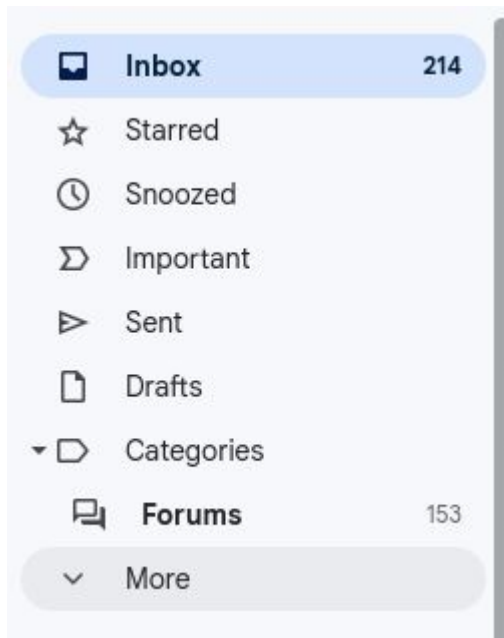 Inbox 214
Starred
Snoozed
Important
Sent
Drafts
Categories
Forums 153
More